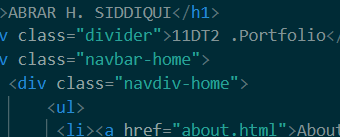 >ABRAR H. SIDDIQUI</h1>
v class="divider">11DT2 .Portfolio</
v class="navbar-home">
<div class="navdiv-home">
<ul>
<li><a href="about.html">Abou